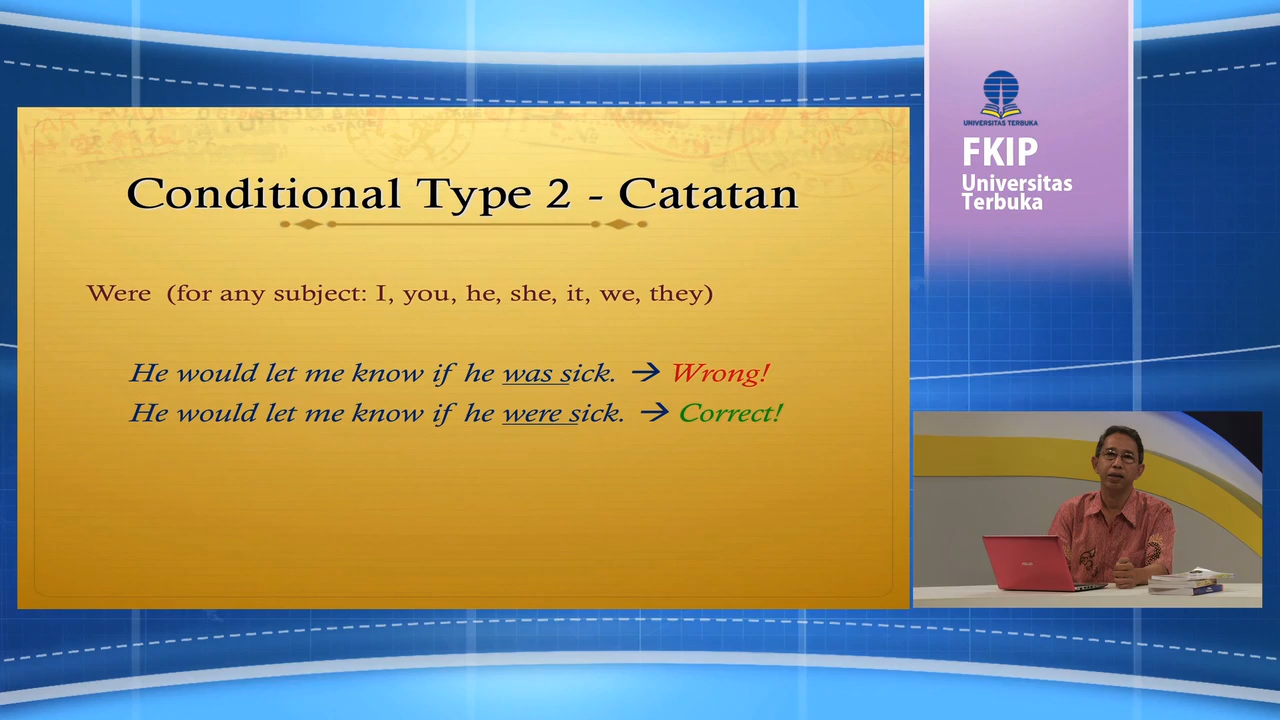 Conditional Type 2 - Catatan
Were (for any subject: I, you, he, she, it, we, they)
He would let me know if he was sick. → Wrong!
He would let me know if he were sick. → Correct!
UNIVERSITAS TERBUKA
FKIP
Universitas
Terbuka
ASUS